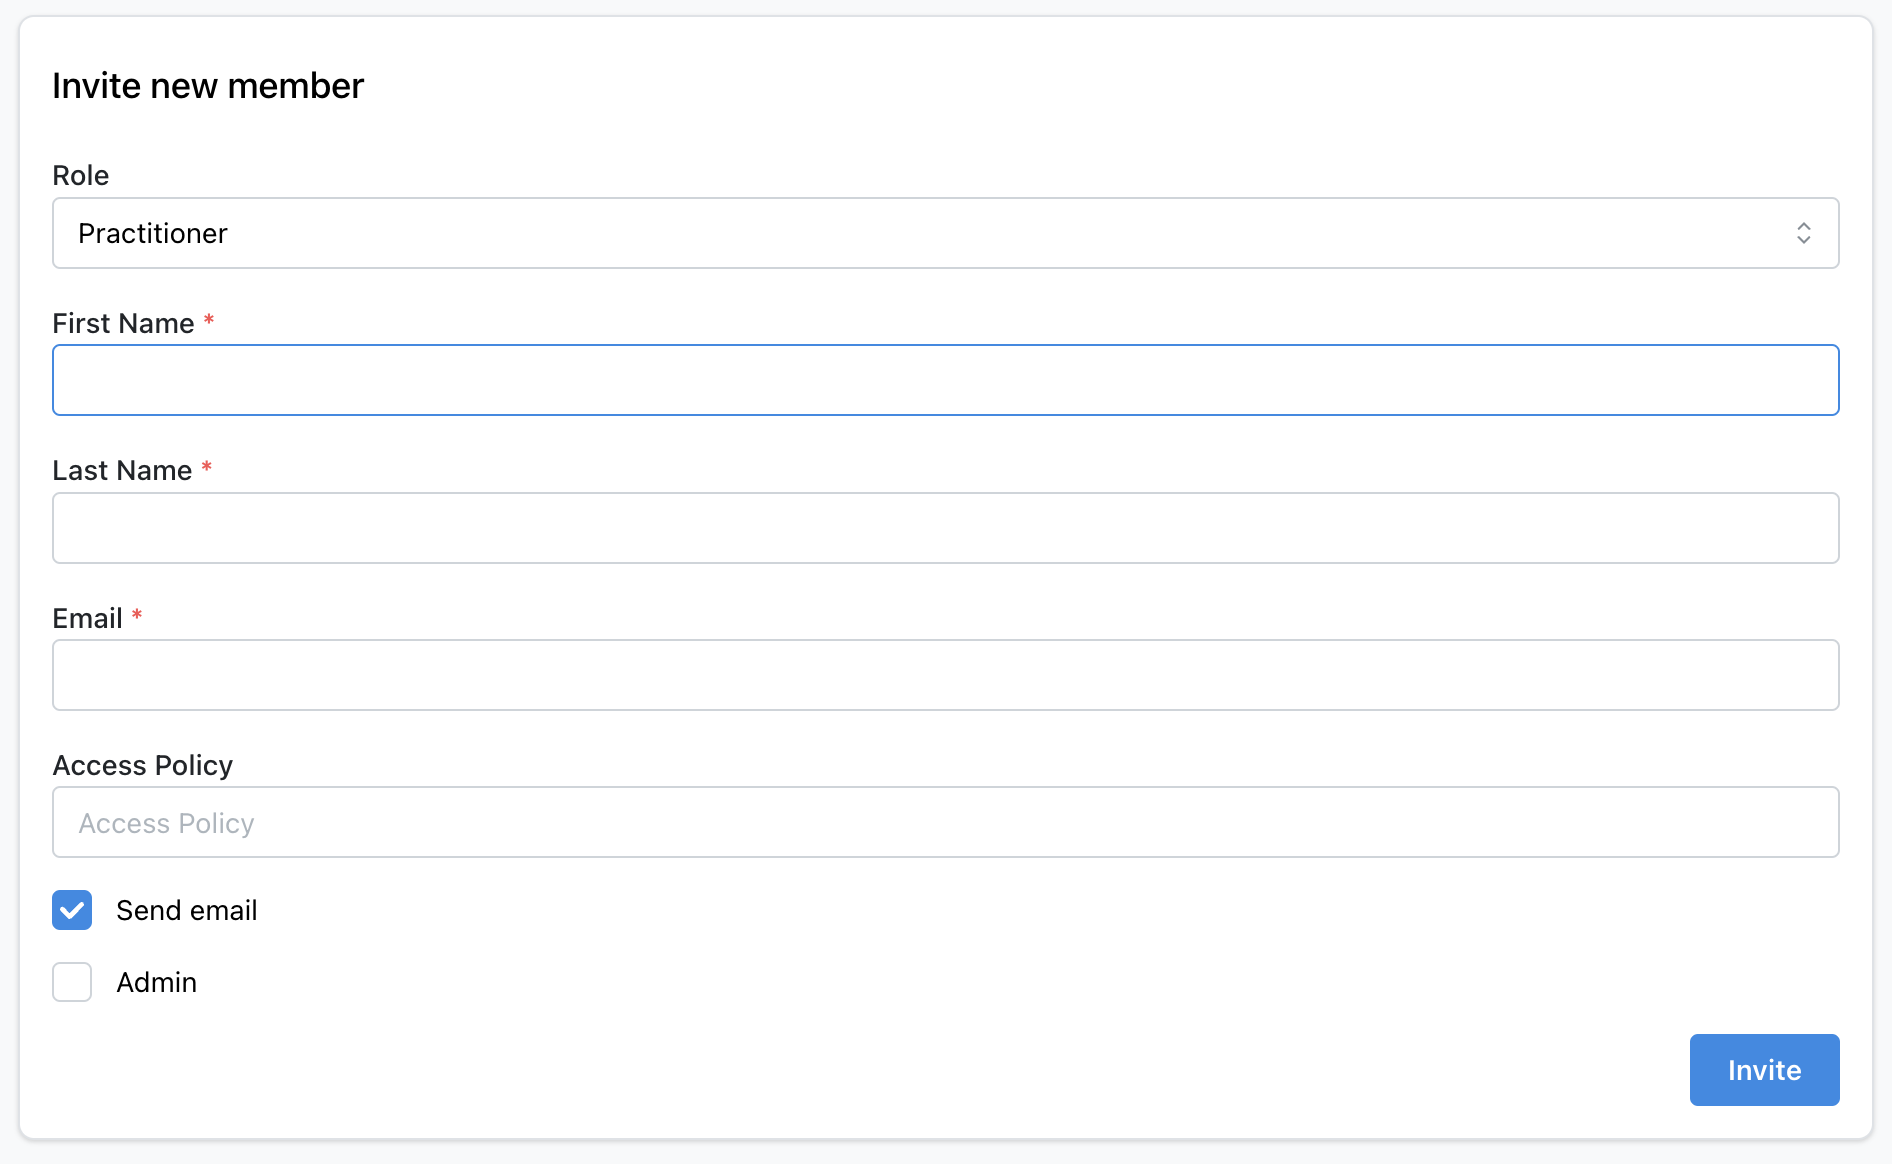 Invite new member
Role
Practitioner
First Name *
Last Name *
Email *
Access Policy
Access Policy
Send email
Admin
Invite